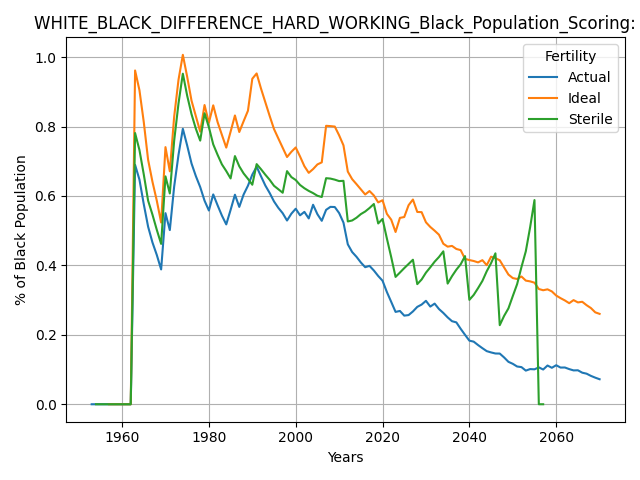 WHITE_BLACK_DIFFERENCE_HARD_WORKING_Black_Population_Scoring:
% of Black Population
1.0
0.8
0.6
0.4
0.2
0.0
Fertility
Actual
Ideal
Sterile
1960 1980 2000 2020 2040 2060
Years